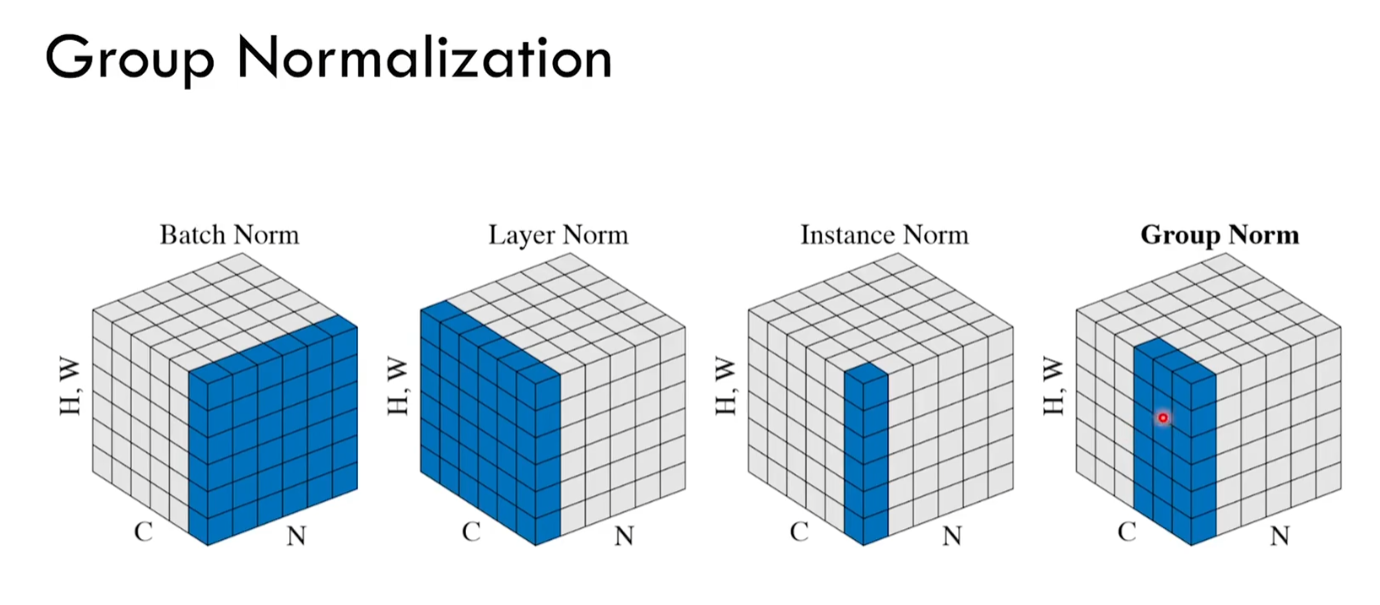 Group Normalization
Batch Norm
Layer Norm
Instance Norm
Group Norm
H, W
C
N
H, W
C
N
H, W
C
N
H, W
C
N